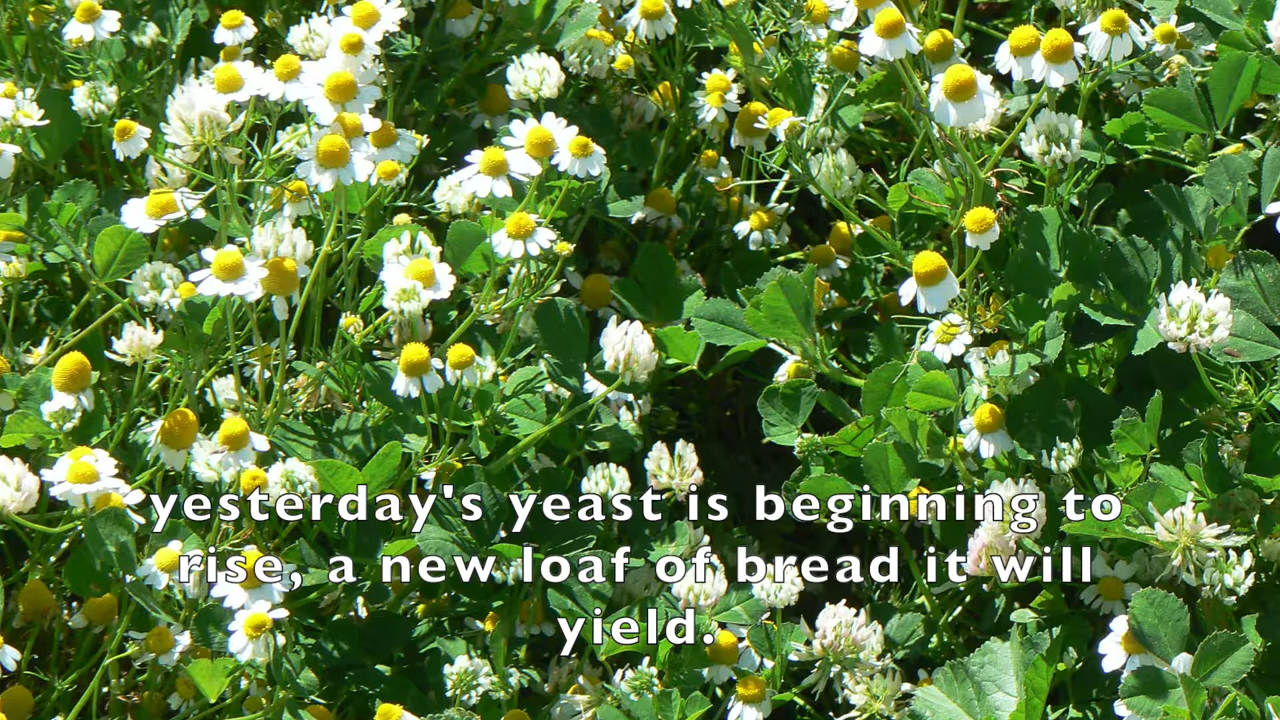 yesterday's yeast is beginning to
rise, a new loaf of bread it will
yield.